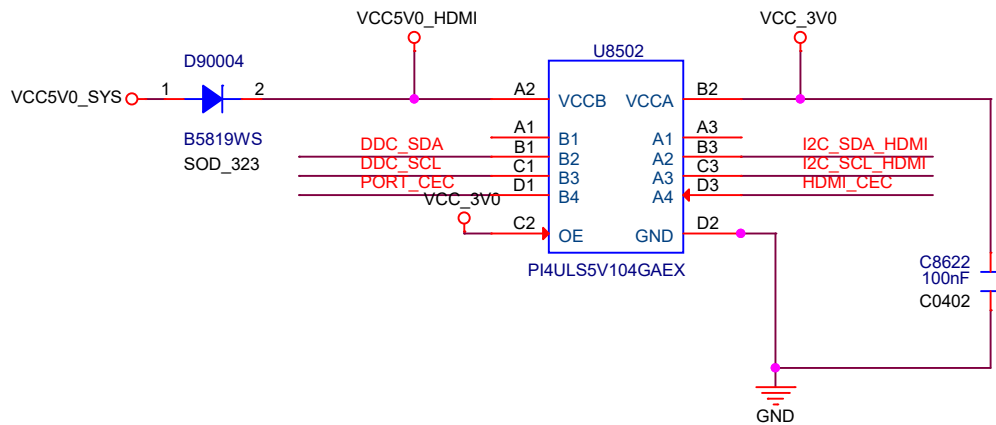 VCC5V0_HDMI
VCC_3V0
D90004
U8502
VCC5V0_SYS
1
2
A2
VCCB
VCCA
B2
B5819WS
SOD_323
A1
B1
A1
A3
DDC_SDA
B1
B2
A2
B3
I2C_SDA_HDMI
DDC_SCL
C1
B3
A3
C3
I2C_SCL_HDMI
PORT_CEC
D1
B4
A4
D3
HDMI_CEC
VCC_3V0
C2
OE
GND
D2
PI4ULS5V104GAEX
C8622
100nF
C0402
GND